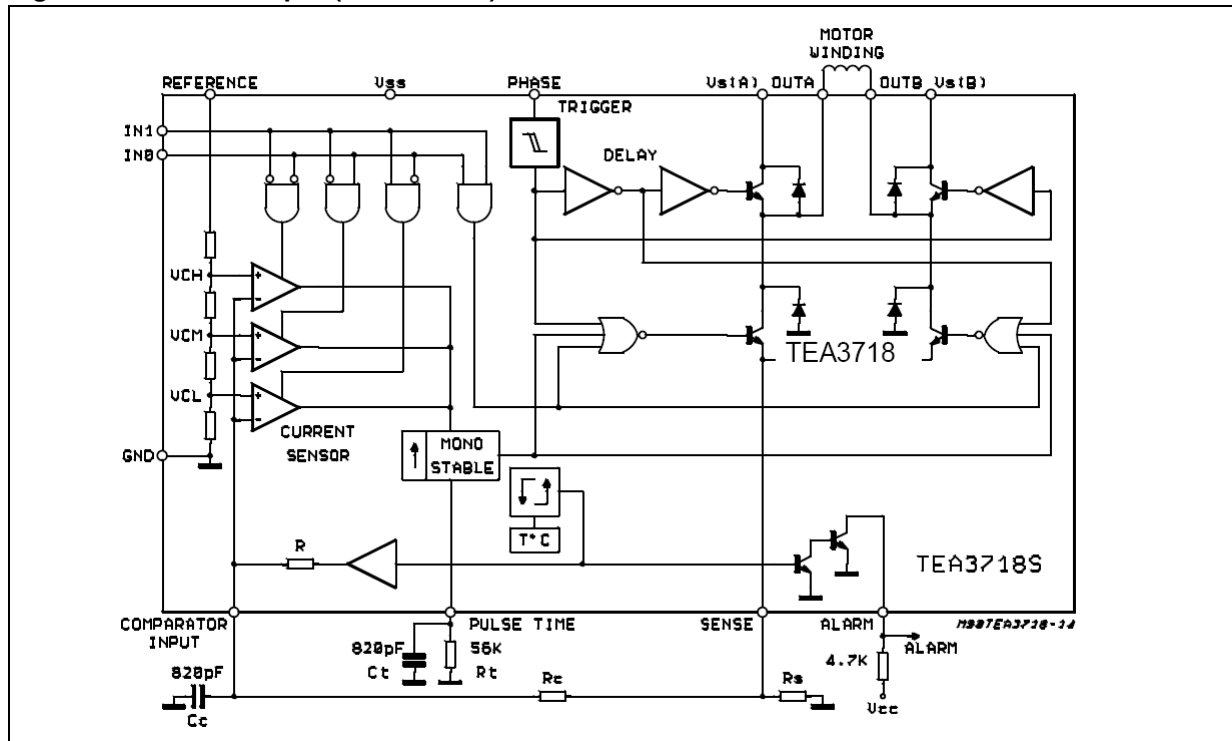 MOTOR
WINDING
REFERENCE
Vss
PHASE
Vs(A)
OUTA
OUTB
Vs(B)
TRIGGER
IN1
IN0
DELAY
VCH
VCM
TEA3718
VCL
CURRENT
SENSOR
MONO
STABLE
GND
T°C
R
TEA3718S
COMPARATOR
INPUT
PULSE TIME
SENSE
ALARM
M90TEA3718-14
820pF
Cc
820pF
Ct
56K
Rt
Rc
Rs
ALARM
4.7K
Vcc